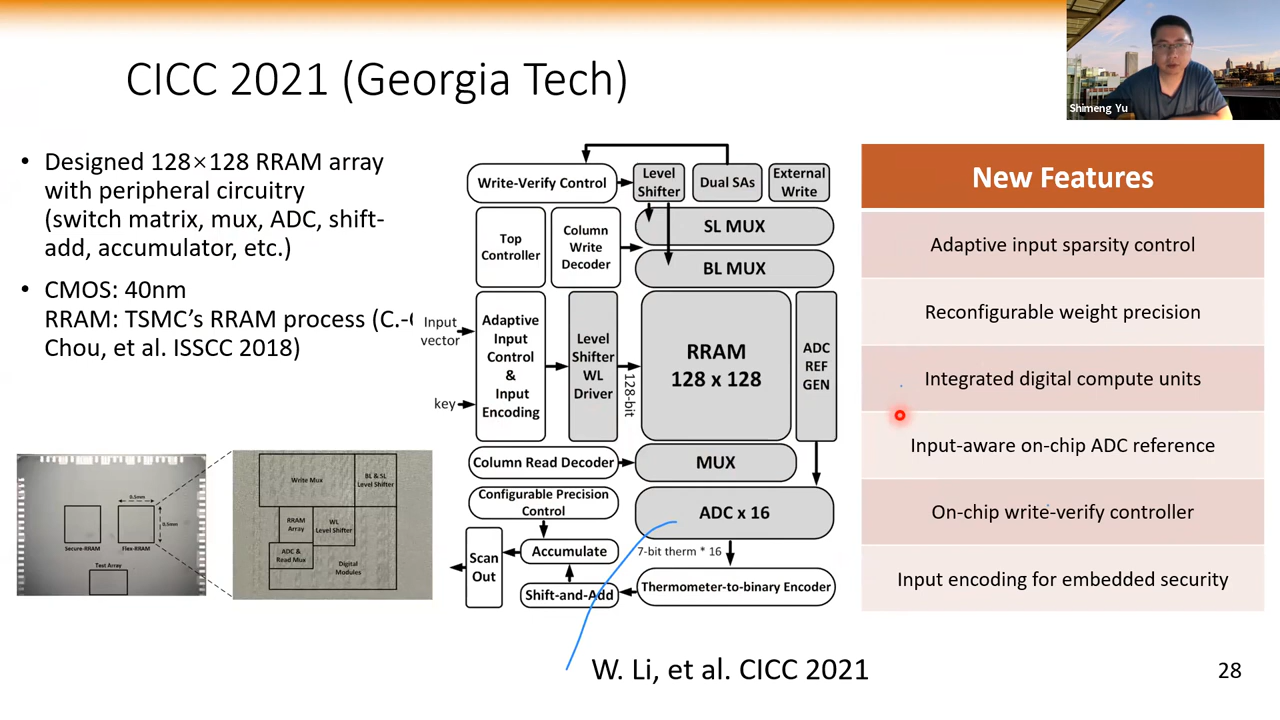 Shimeng Yu
CICC 2021 (Georgia Tech)
• Designed 128×128 RRAM array
with peripheral circuitry
(switch matrix, mux, ADC, shift-
add, accumulator, etc.)
• CMOS: 40nm
RRAM: TSMC's RRAM process (C.-
Chou, et al. ISSCC 2018)
0.5mm
0.5mm
Secure-RRAM
Flex-RRAM
Test Array
Write Mux
BL & SL
Level Shifter
RRAM
Array
WL
Level Shifter
ADC &
Read Mux
Digital
Modules
Write-Verify Control
Level
Shifter
Dual SAs
External
Write
Top
Controller
Column
Write
Decoder
SL MUX
BL MUX
Input
vector
key
Adaptive
Input
Control
&
Input
Encoding
Level
Shifter
WL
Driver
128-bit
RRAM
128 x 128
ADC
REF
GEN
Column Read Decoder
MUX
Configurable Precision
Control
ADC x 16
Scan
Out
Accumulate
7-bit therm * 16
Shift-and-Add
Thermometer-to-binary Encoder
W. Li, et al. CICC 2021
New Features
Adaptive input sparsity control
Reconfigurable weight precision
Integrated digital compute units
Input-aware on-chip ADC reference
On-chip write-verify controller
Input encoding for embedded security
28